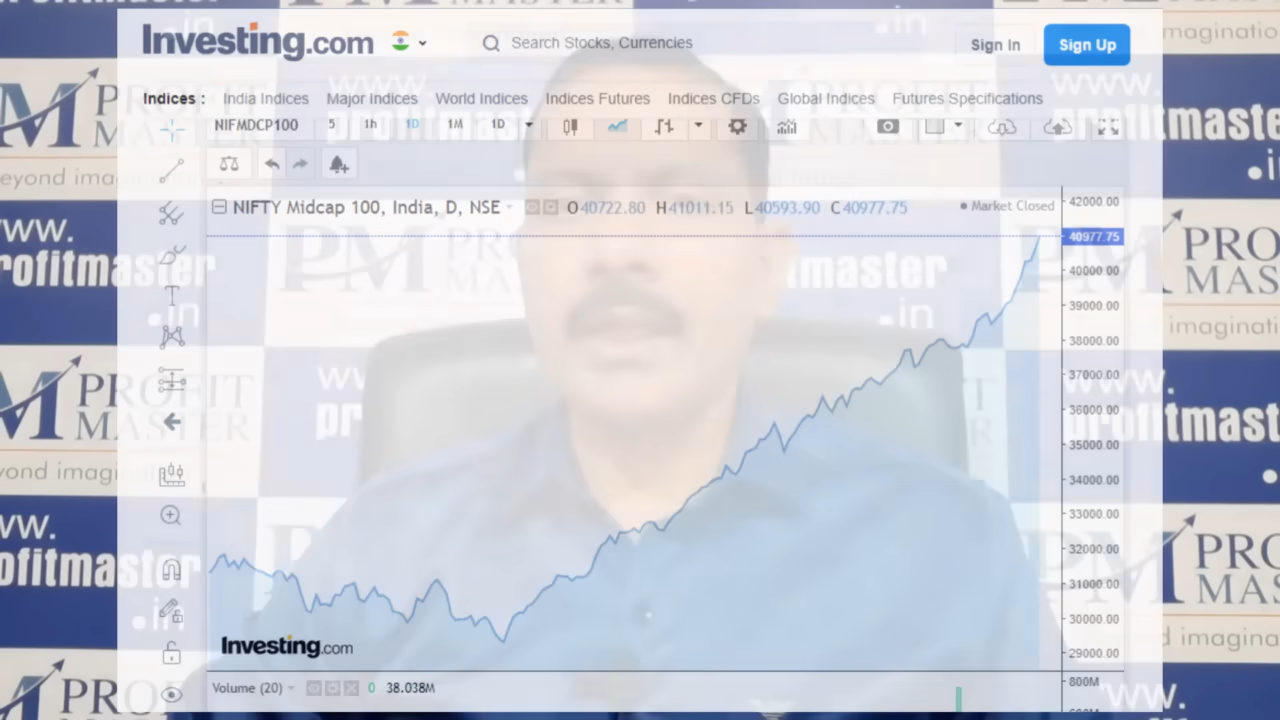 Investing.com
Search Stocks, Currencies
Sign In
Sign Up
Indices :
India Indices
Major Indices
World Indices
Indices Futures
Indices CFDs
Global Indices
Futures Specifications
NIFMDCP100
5
1h
1D
1M
1D
NIFTY Midcap 100, India, D, NSE
O40722.80 H41011.15 L40593.90 C40977.75
Market Closed
42000.00
40977.75
40000.00
39000.00
38000.00
37000.00
36000.00
35000.00
34000.00
33000.00
32000.00
31000.00
30000.00
29000.00
Investing.com
Volume (20)
0
38.038M
800M
PROFIT
MASTER
www.
profitmaster
.in
PROFIT
MASTER